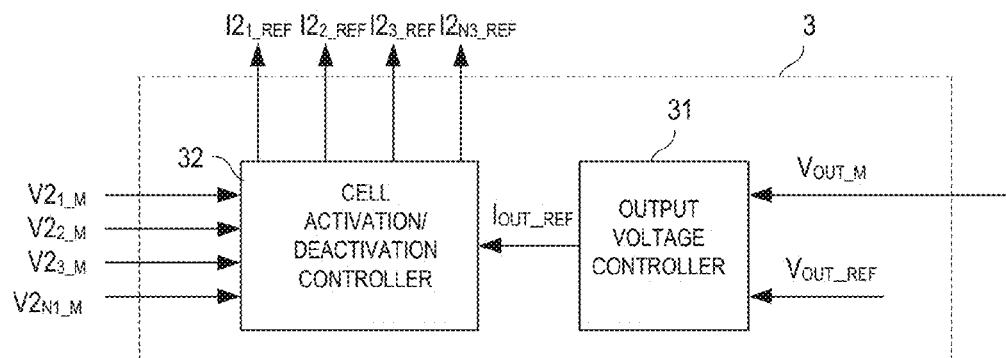 I2₁_REF I2₂_REF I2₃_REF I2N3_REF
3
32
31
V2₁_M
V2₂_M
V2₃_M
V2N1_M
CELL
ACTIVATION/
DEACTIVATION
CONTROLLER
IOUT_REF
OUTPUT
VOLTAGE
CONTROLLER
VOUT_M
VOUT_REF